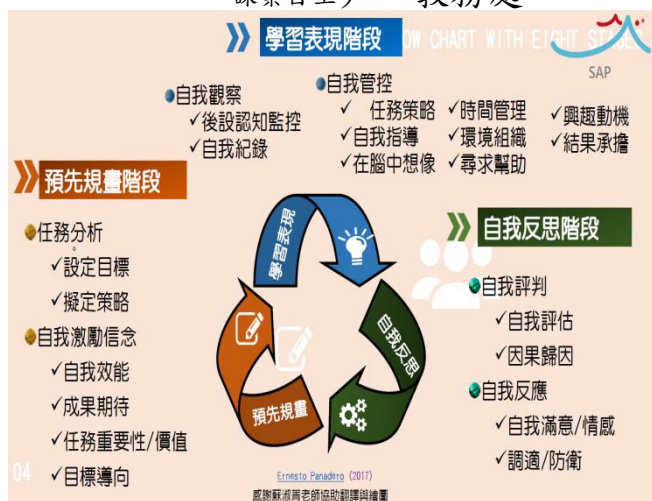 學習表現階段
OW CHART WITH EIGHT STAGES
SAP
自我觀察
✓後設認知監控
✓自我紀錄
自我管控
✓ 任務策略 ✓時間管理 ✓興趣動機
✓自我指導 ✓環境組織 ✓結果承擔
✓在腦中想像 ✓尋求幫助
預先規畫階段
任務分析
✓設定目標
✓擬定策略
自我激勵信念
✓自我效能
✓成果期待
✓任務重要性/價值
✓目標導向
學習表現
自我反思
預先規畫
自我反思階段
自我評判
✓自我評估
✓因果歸因
自我反應
✓自我滿意/情感
✓調適/防衛
04
Ernesto Panadero (2017)
感謝蘇淑菁老師協助翻譯與繪圖